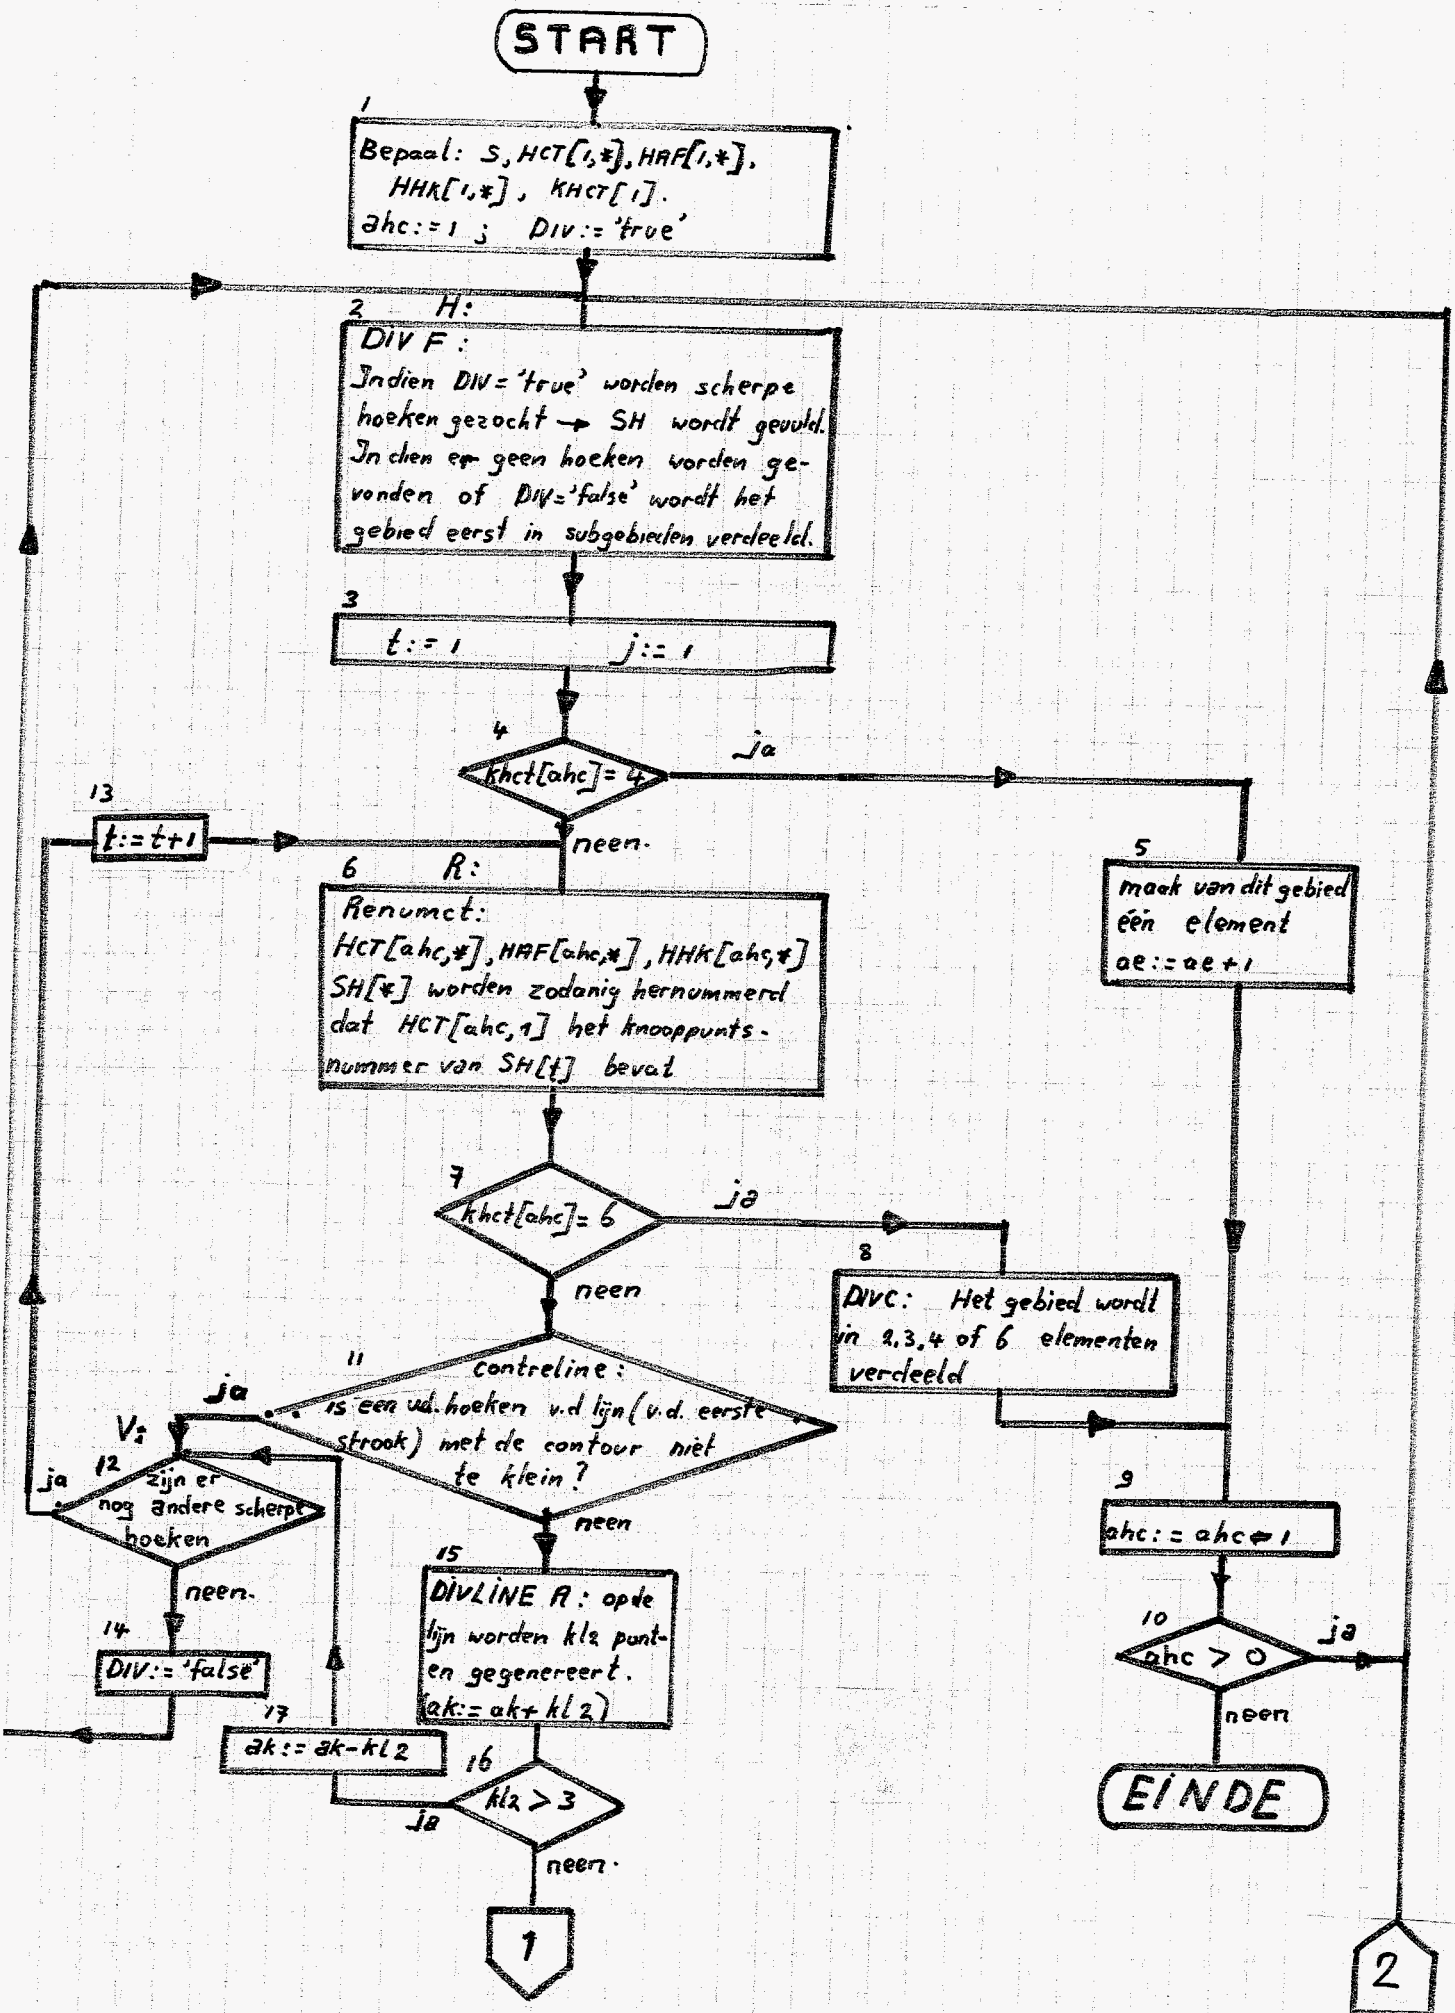 START
1
Bepaal: S, HCT[1,*], HAF[1,*],
HHK[1,*], KHCT[1].
ahc:=1 ; DIV:='true'
H:
2
DIV F:
Indien DIV='true' worden scherpe
hoeken gezocht → SH wordt gevuld.
Indien er geen hoeken worden ge-
vonden of DIV='false' wordt het
gebied eerst in subgebieden verdeeld.
3
t:=1 j:=1
4
khct[ahc]=4
ja
neen.
13
t:=t+1
5
maak van dit gebied
één element
ae:=ae+1
6 R:
Renumct:
HCT[ahc,*], HAF[ahc,*], HHK[ahc,*]
SH[*] worden zodanig hernummerd
dat HCT[ahc,1] het knooppunts-
nummer van SH[t] bevat
7
khct[ahc]=6
ja
neen
8
DIVC: Het gebied wordt
in 2,3,4 of 6 elementen
verdeeld
11
contreline:
is een v.d. hoeken v.d lijn (v.d. eerste
strook) met de contour niet
te klein?
ja
neen
V:
12
zijn er
nog andere scherpe
hoeken
ja
neen.
9
ahc:=ahc-1
10
ahc > 0
ja
neen
EINDE
15
DIVLINE A: op de
lijn worden kl2 punt-
en gegenereert.
(ak:=ak+kl2)
14
DIV:='false'
17
ak:=ak-kl2
16
kl2 > 3
ja
neen.
1
2